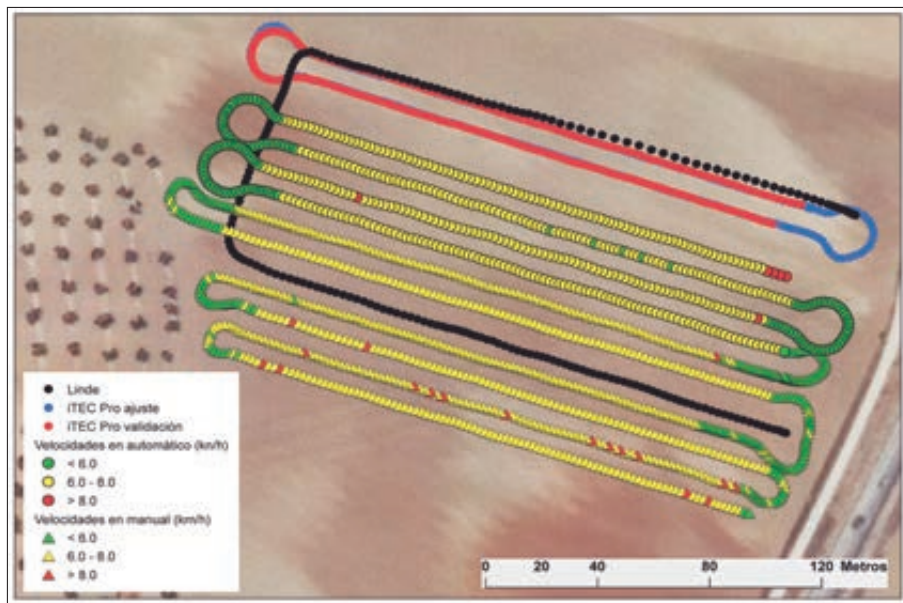 Linde
iTEC Pro ajuste
iTEC Pro validación
Velocidades en automático (km/h)
< 6.0
6.0 - 8.0
> 8.0
Velocidades en manual (km/h)
< 6.0
6.0 - 8.0
> 8.0
0 20 40 80 120 Metros